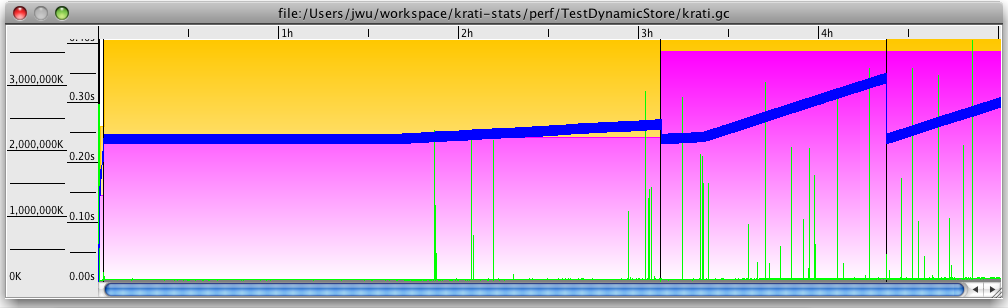 file:/Users/jwu/workspace/krati-stats/perf/TestDynamicStore/krati.gc
1h 2h 3h 4h
3,000,000K 0.30s
2,000,000K 0.20s
1,000,000K 0.10s
0K 0.00s